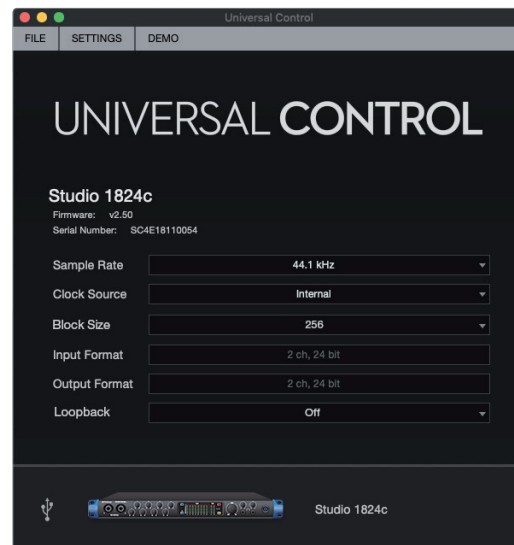 Universal Control
FILE SETTINGS DEMO
UNIVERSAL CONTROL
Studio 1824c
Firmware: v2.50
Serial Number: SC4E18110054
Sample Rate 44.1 kHz
Clock Source Internal
Block Size 256
Input Format 2 ch, 24 bit
Output Format 2 ch, 24 bit
Loopback Off
Studio 1824c